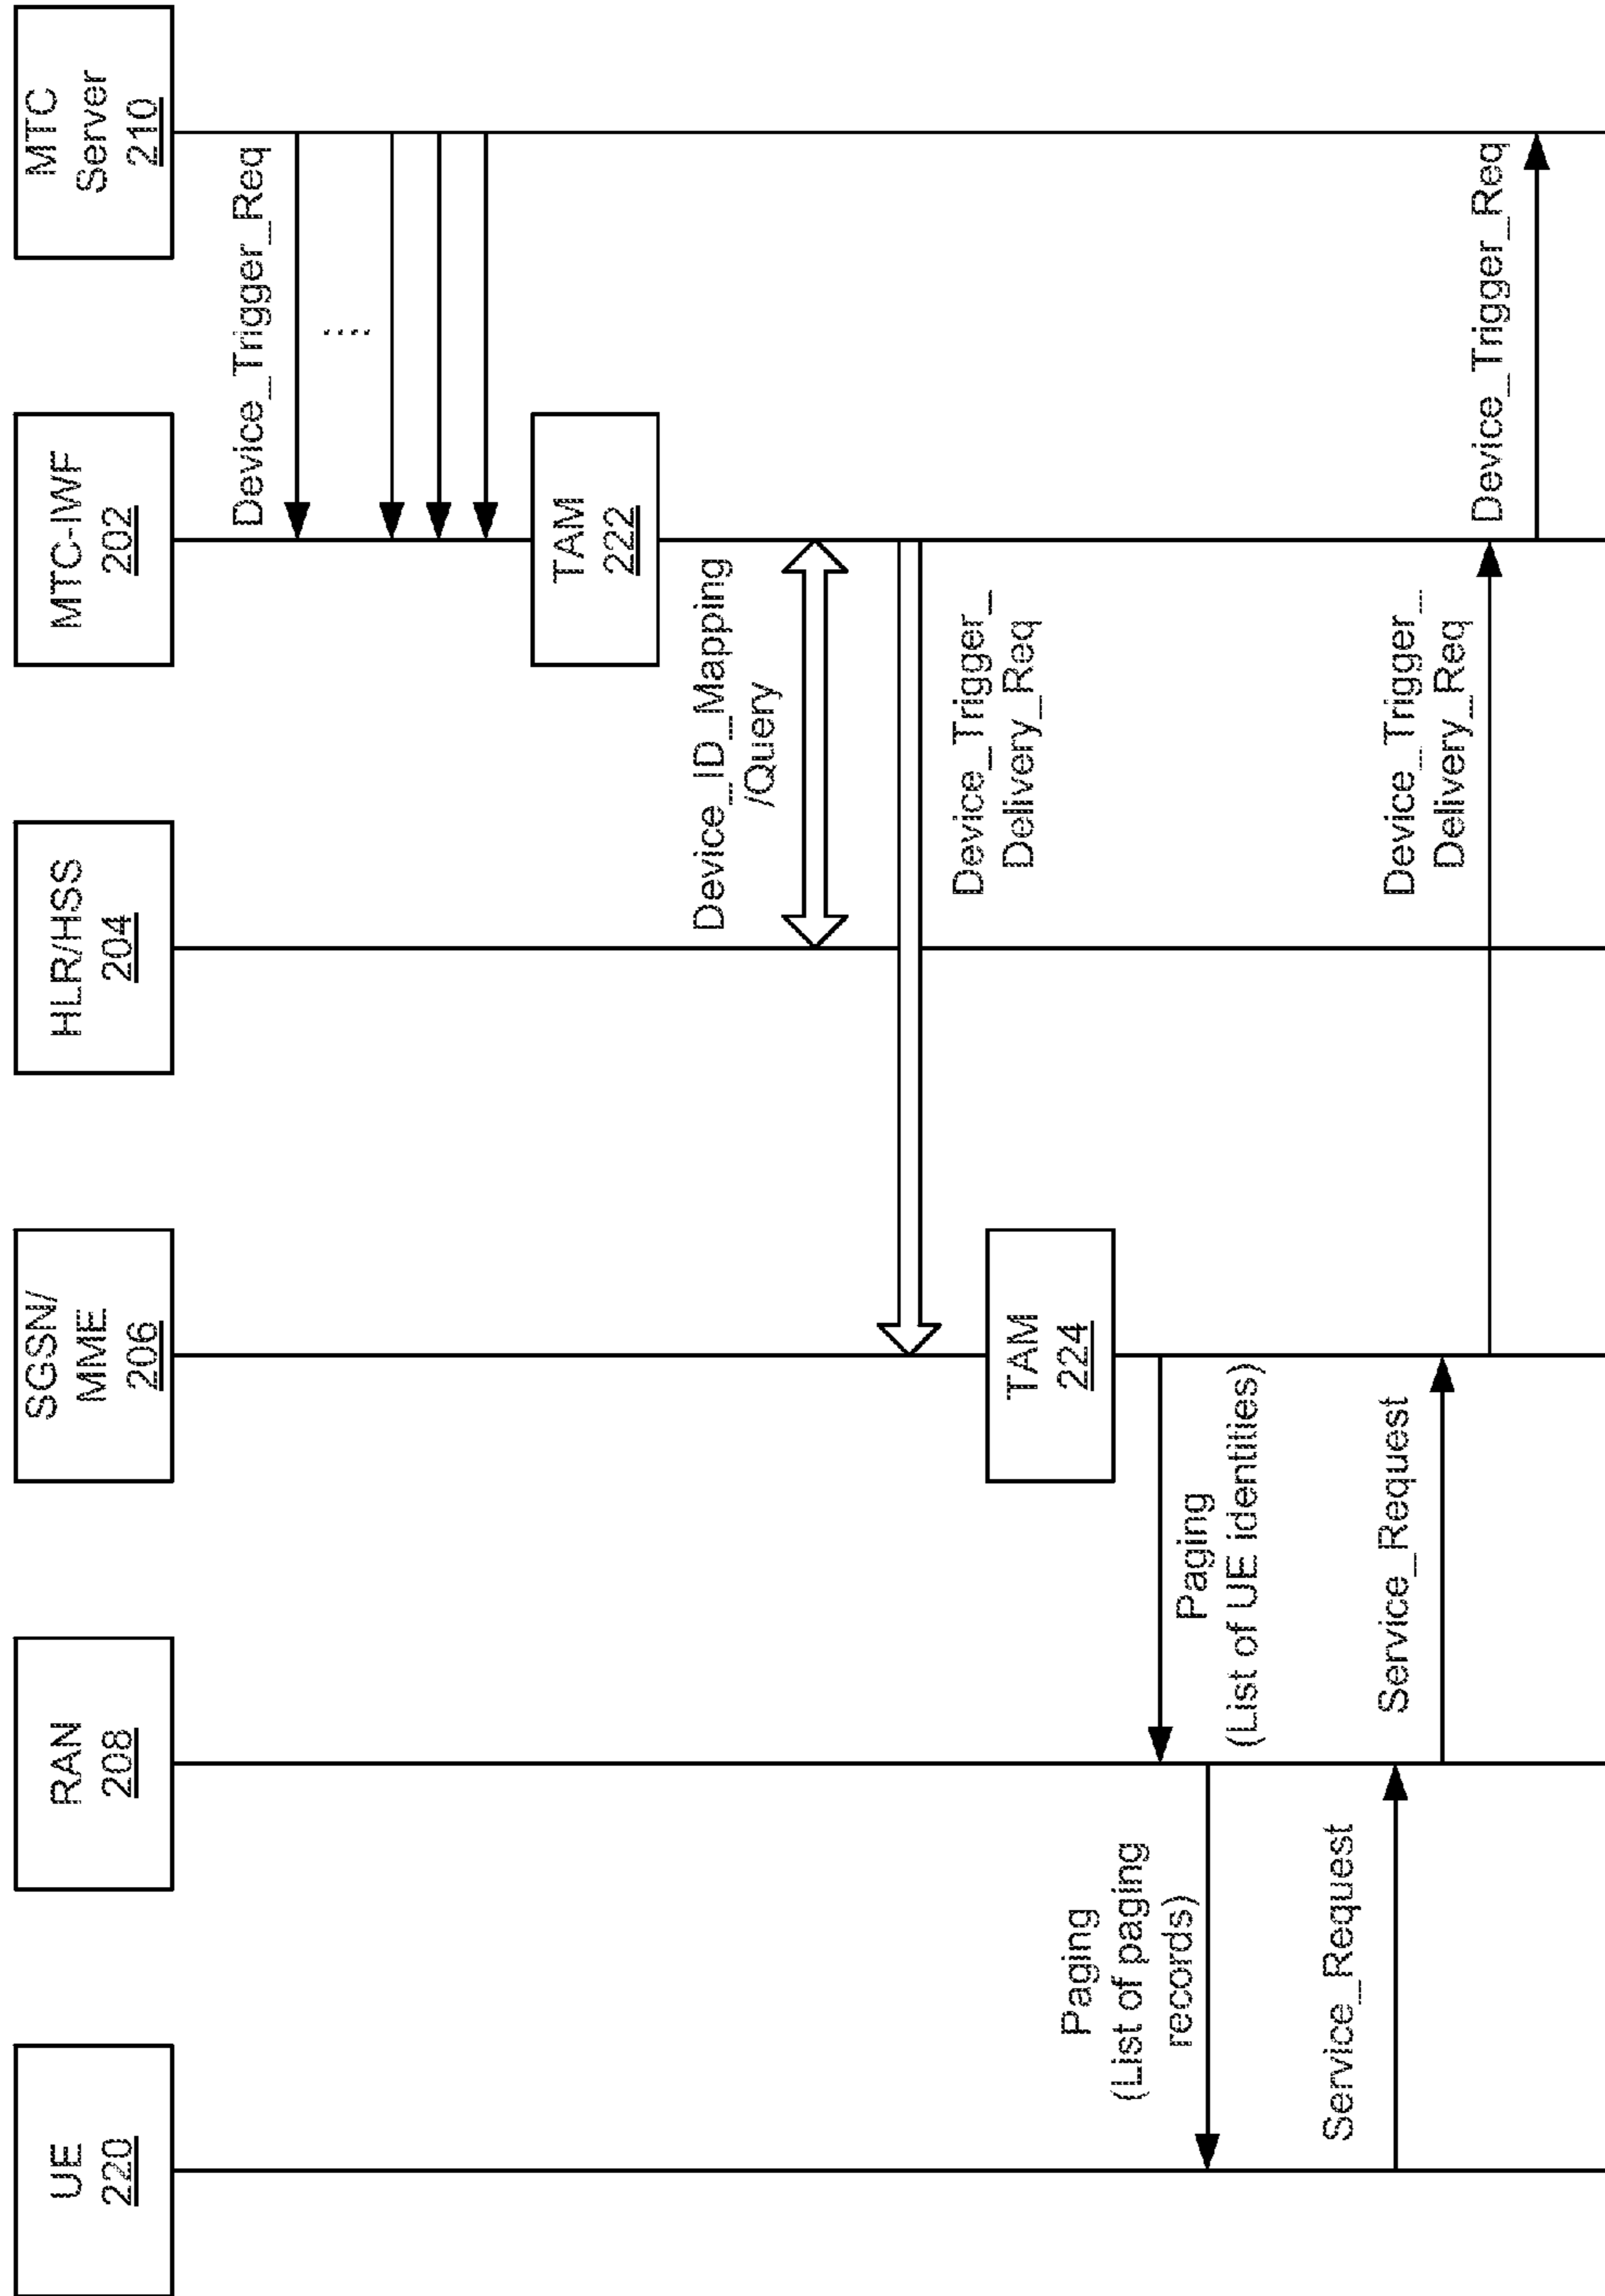 UE
220
RAN
208
SGSN/
MME
206
HLR/HSS
204
MTC-IWF
202
MTC
Server
210
Device_Trigger_Req
...
TAM
222
Device_ID_Mapping
/Query
Device_Trigger_
Delivery_Req
TAM
224
Paging
(List of UE identities)
Paging
(List of paging
records)
Service_Request
Service_Request
Device_Trigger_
Delivery_Req
Device_Trigger_Req